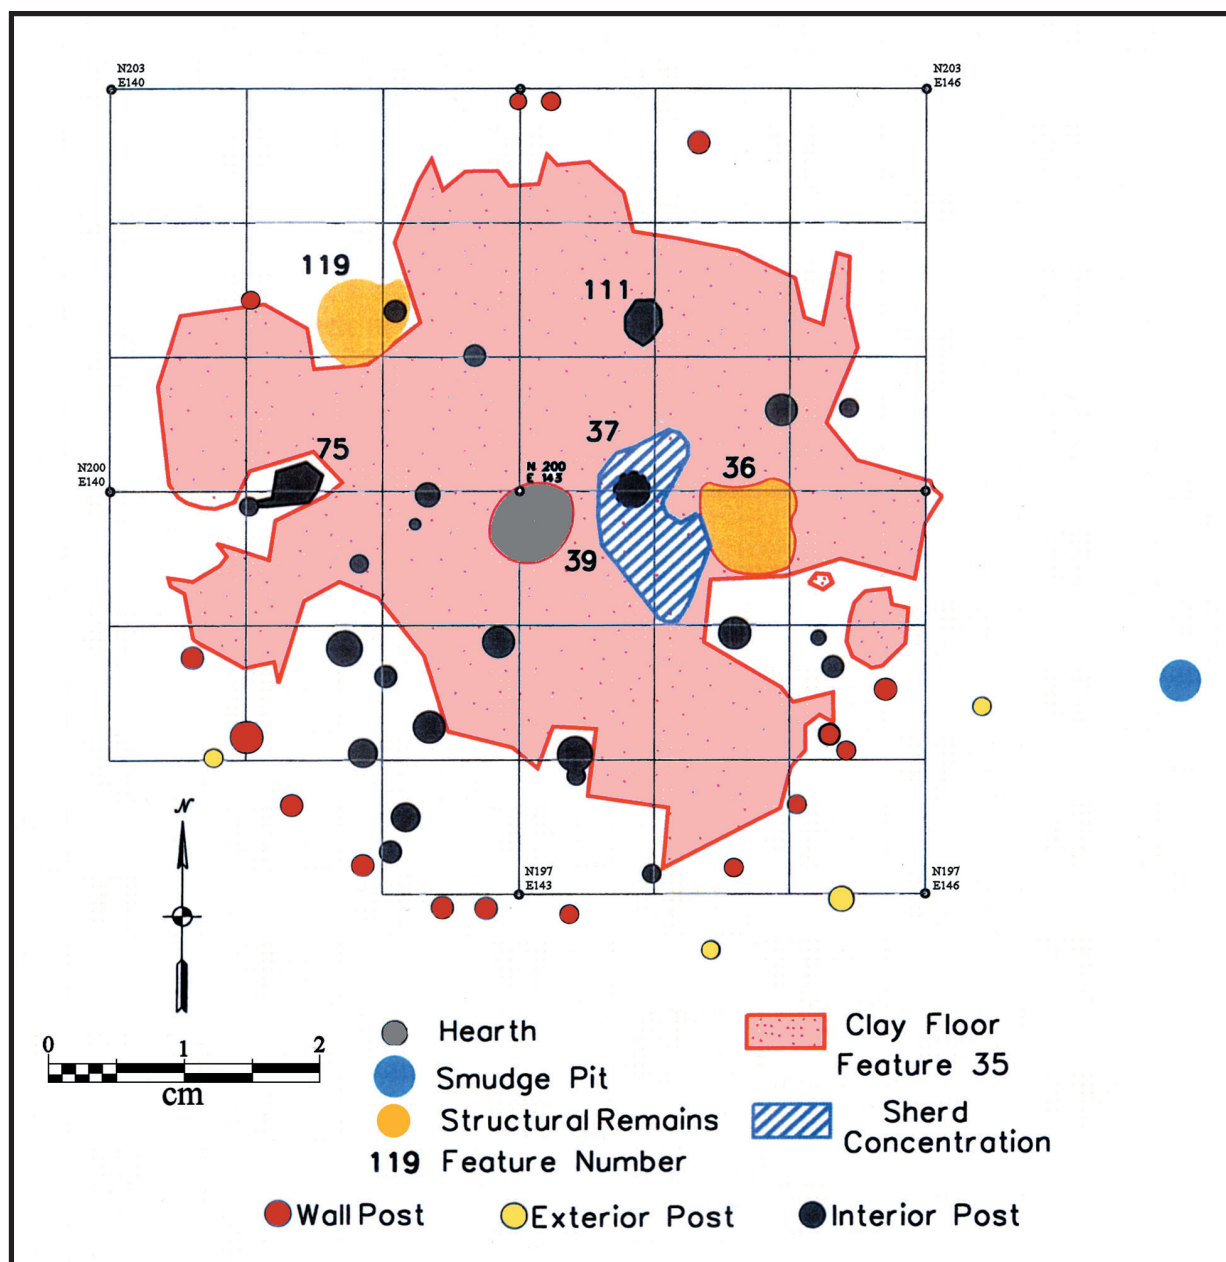 N203
E140
N203
E146
119
111
37
75
36
N200
E140
N 200
E 143
39
N197
E143
N197
E146
N
0 1 2
cm
Hearth
Smudge Pit
Structural Remains
119 Feature Number
Clay Floor
Feature 35
Sherd
Concentration
Wall Post
Exterior Post
Interior Post